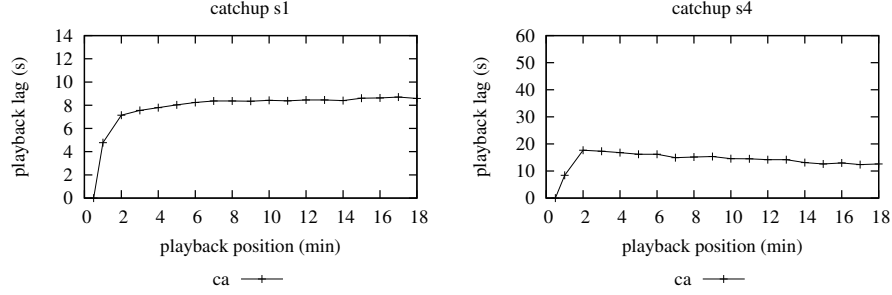 catchup s1
14
12
10
8
6
4
2
0
playback lag (s)
0 2 4 6 8 10 12 14 16 18
playback position (min)
ca
catchup s4
60
50
40
30
20
10
0
playback lag (s)
0 2 4 6 8 10 12 14 16 18
playback position (min)
ca